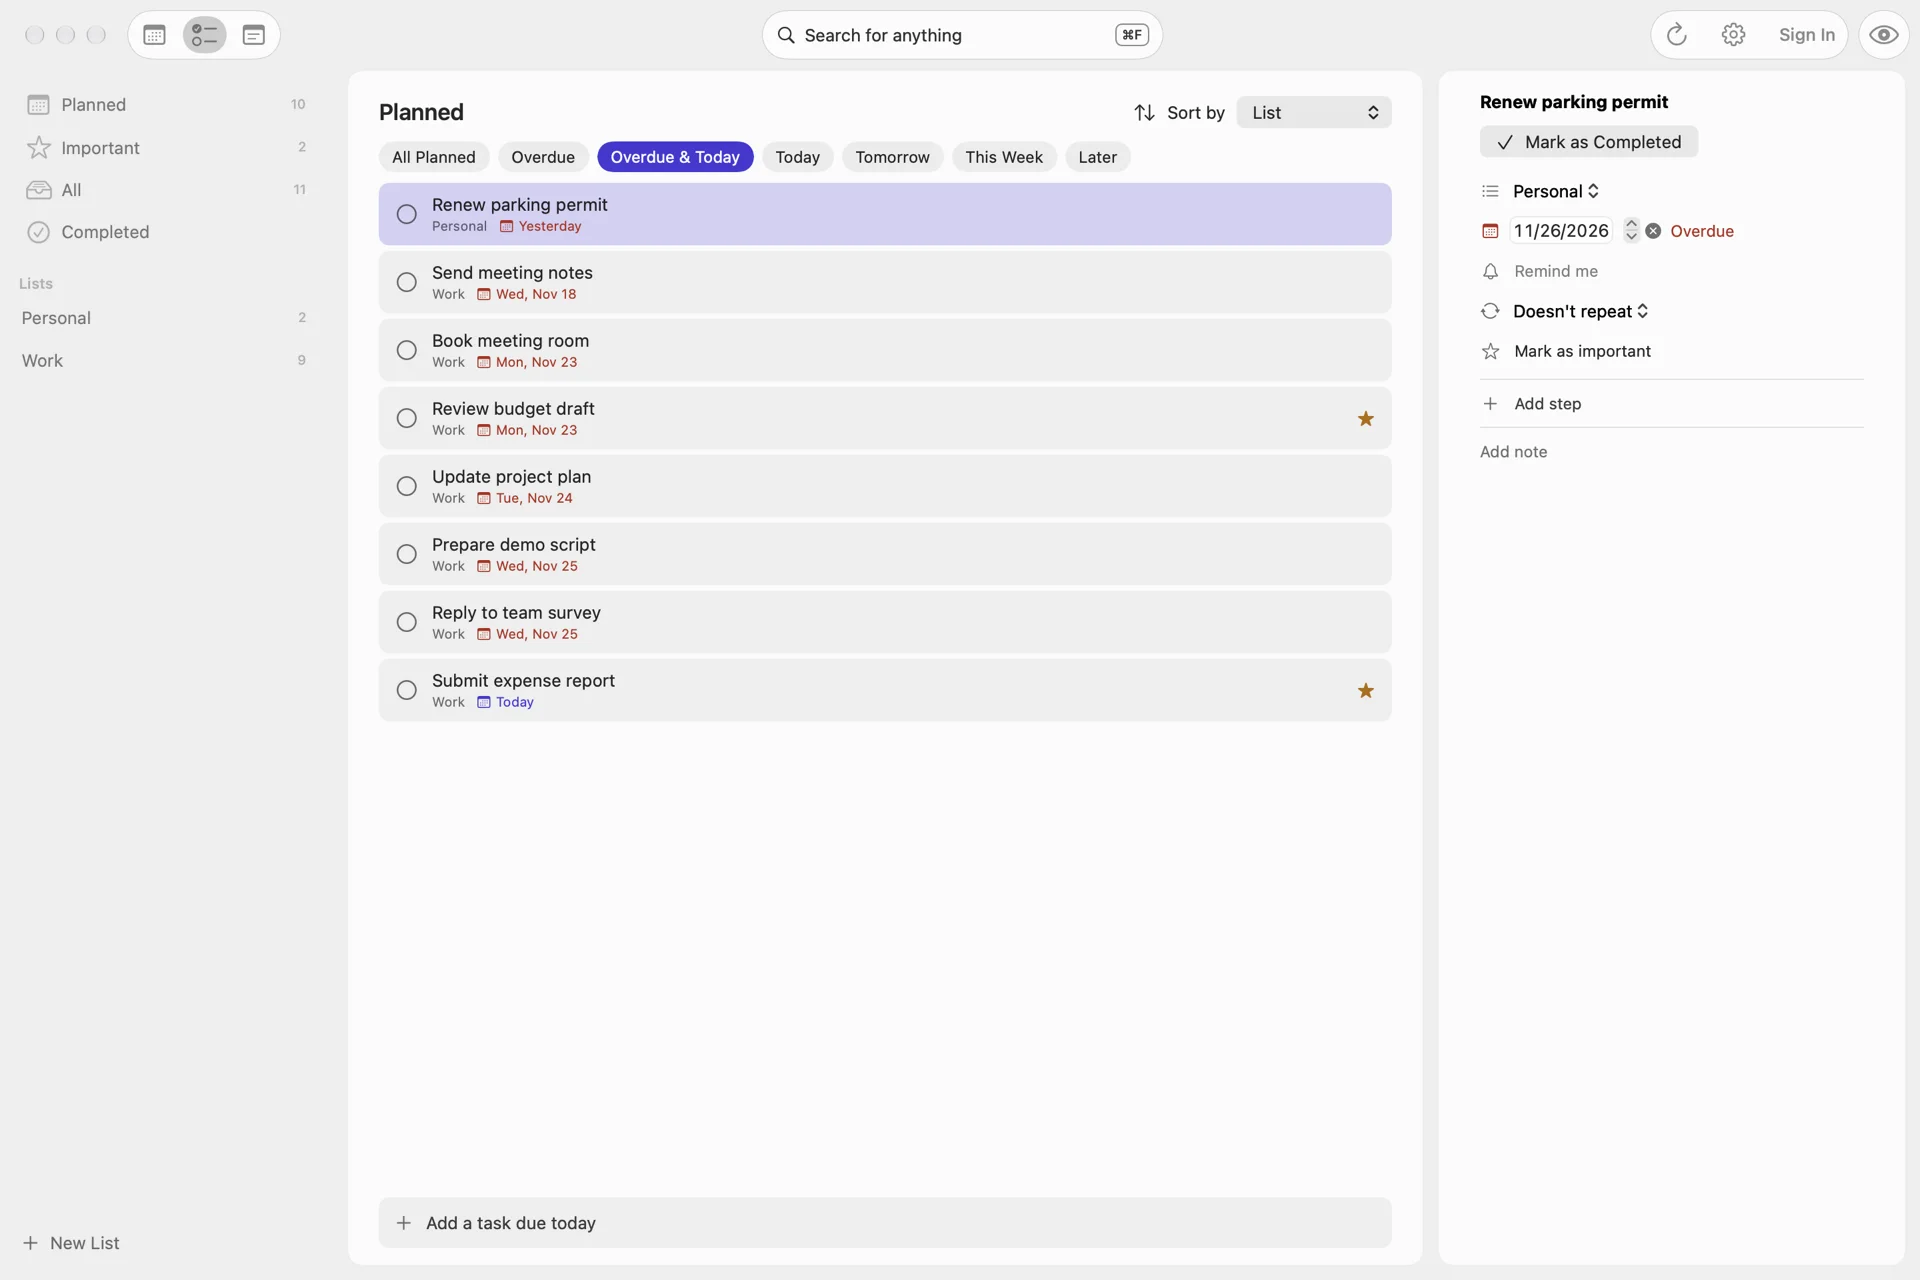 Search for anything
⌘F
Sign In
Planned 10
Important 2
All 11
Completed
Lists
Personal 2
Work 9
New List
Planned
Sort by List
All Planned Overdue Overdue & Today Today Tomorrow This Week Later
Renew parking permit
Personal Yesterday
Send meeting notes
Work Wed, Nov 18
Book meeting room
Work Mon, Nov 23
Review budget draft
Work Mon, Nov 23
Update project plan
Work Tue, Nov 24
Prepare demo script
Work Wed, Nov 25
Reply to team survey
Work Wed, Nov 25
Submit expense report
Work Today
Add a task due today
Renew parking permit
Mark as Completed
Personal
11/26/2026 Overdue
Remind me
Doesn't repeat
Mark as important
Add step
Add note